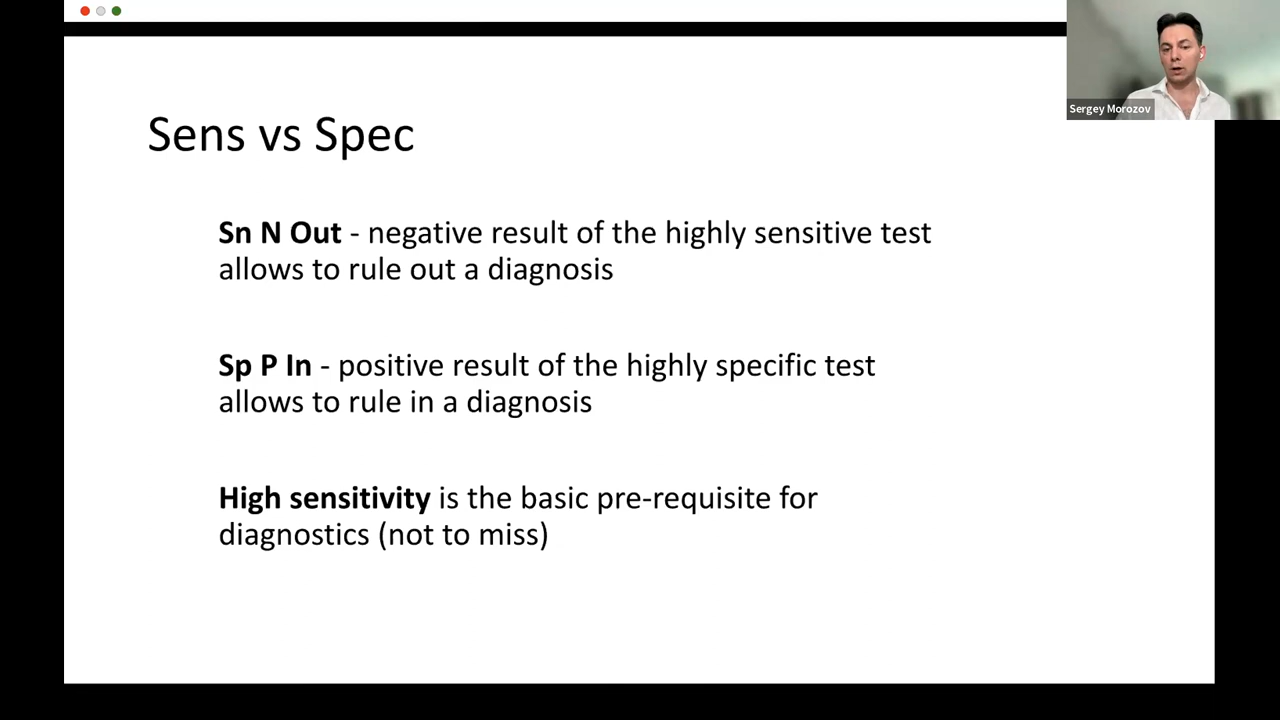 Sergey Morozov
Sens vs Spec
Sn N Out - negative result of the highly sensitive test
allows to rule out a diagnosis
Sp P In - positive result of the highly specific test
allows to rule in a diagnosis
High sensitivity is the basic pre-requisite for
diagnostics (not to miss)